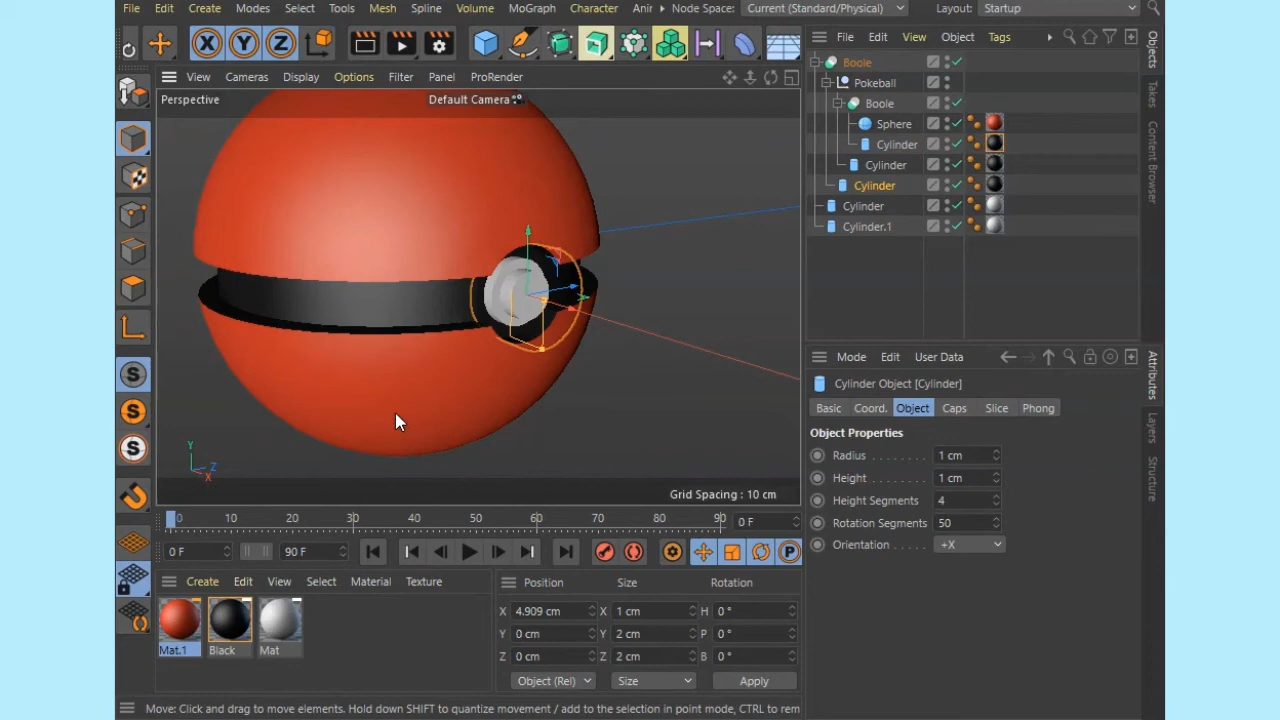 File Edit Create Modes Select Tools Mesh Spline Volume MoGraph Character Anir Node Space: Current (Standard/Physical) Layout: Startup
X Y Z
File Edit View Object Tags
View Cameras Display Options Filter Panel ProRender
Perspective
Default Camera
Boole
Pokeball
Boole
Sphere
Cylinder
Cylinder
Cylinder
Cylinder
Cylinder.1
Objects
Takes
Content Browser
S
S
S
Y
Z
X
Grid Spacing : 10 cm
Mode Edit User Data
Cylinder Object [Cylinder]
Basic Coord. Object Caps Slice Phong
Object Properties
Radius . . . . . . . . 1 cm
Height . . . . . . . . 1 cm
Height Segments 4
Rotation Segments 50
Orientation . . . . . +X
Attributes
Layers
Structure
0 10 20 30 40 50 60 70 80 90 0 F
0 F 90 F P
Create Edit View Select Material Texture
Mat.1 Black Mat
Position Size Rotation
X 4.909 cm X 1 cm H 0 °
Y 0 cm Y 2 cm P 0 °
Z 0 cm Z 2 cm B 0 °
Object (Rel) Size Apply
Move: Click and drag to move elements. Hold down SHIFT to quantize movement / add to the selection in point mode, CTRL to rem